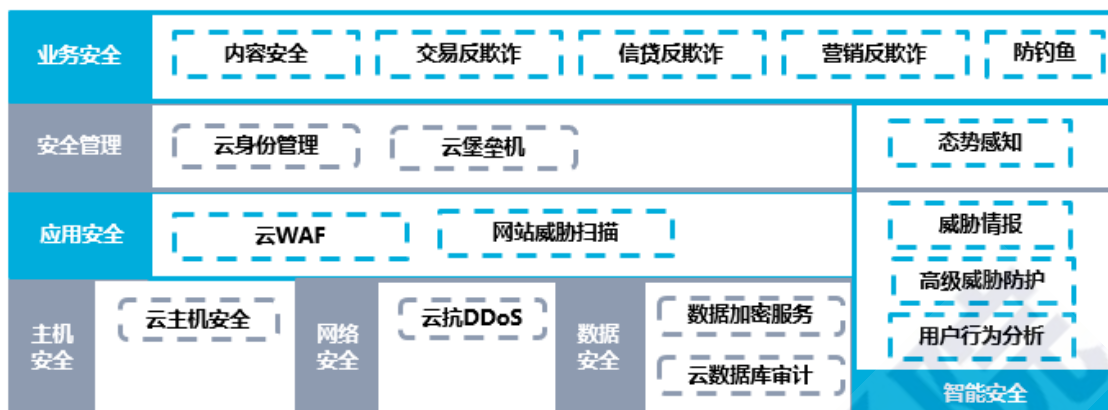 业务安全
内容安全
交易反欺诈
信贷反欺诈
营销反欺诈
防钓鱼
安全管理
云身份管理
云堡垒机
态势感知
应用安全
云WAF
网站威胁扫描
威胁情报
高级威胁防护
用户行为分析
智能安全
主机
安全
云主机安全
网络
安全
云抗DDoS
数据
安全
数据加密服务
云数据库审计